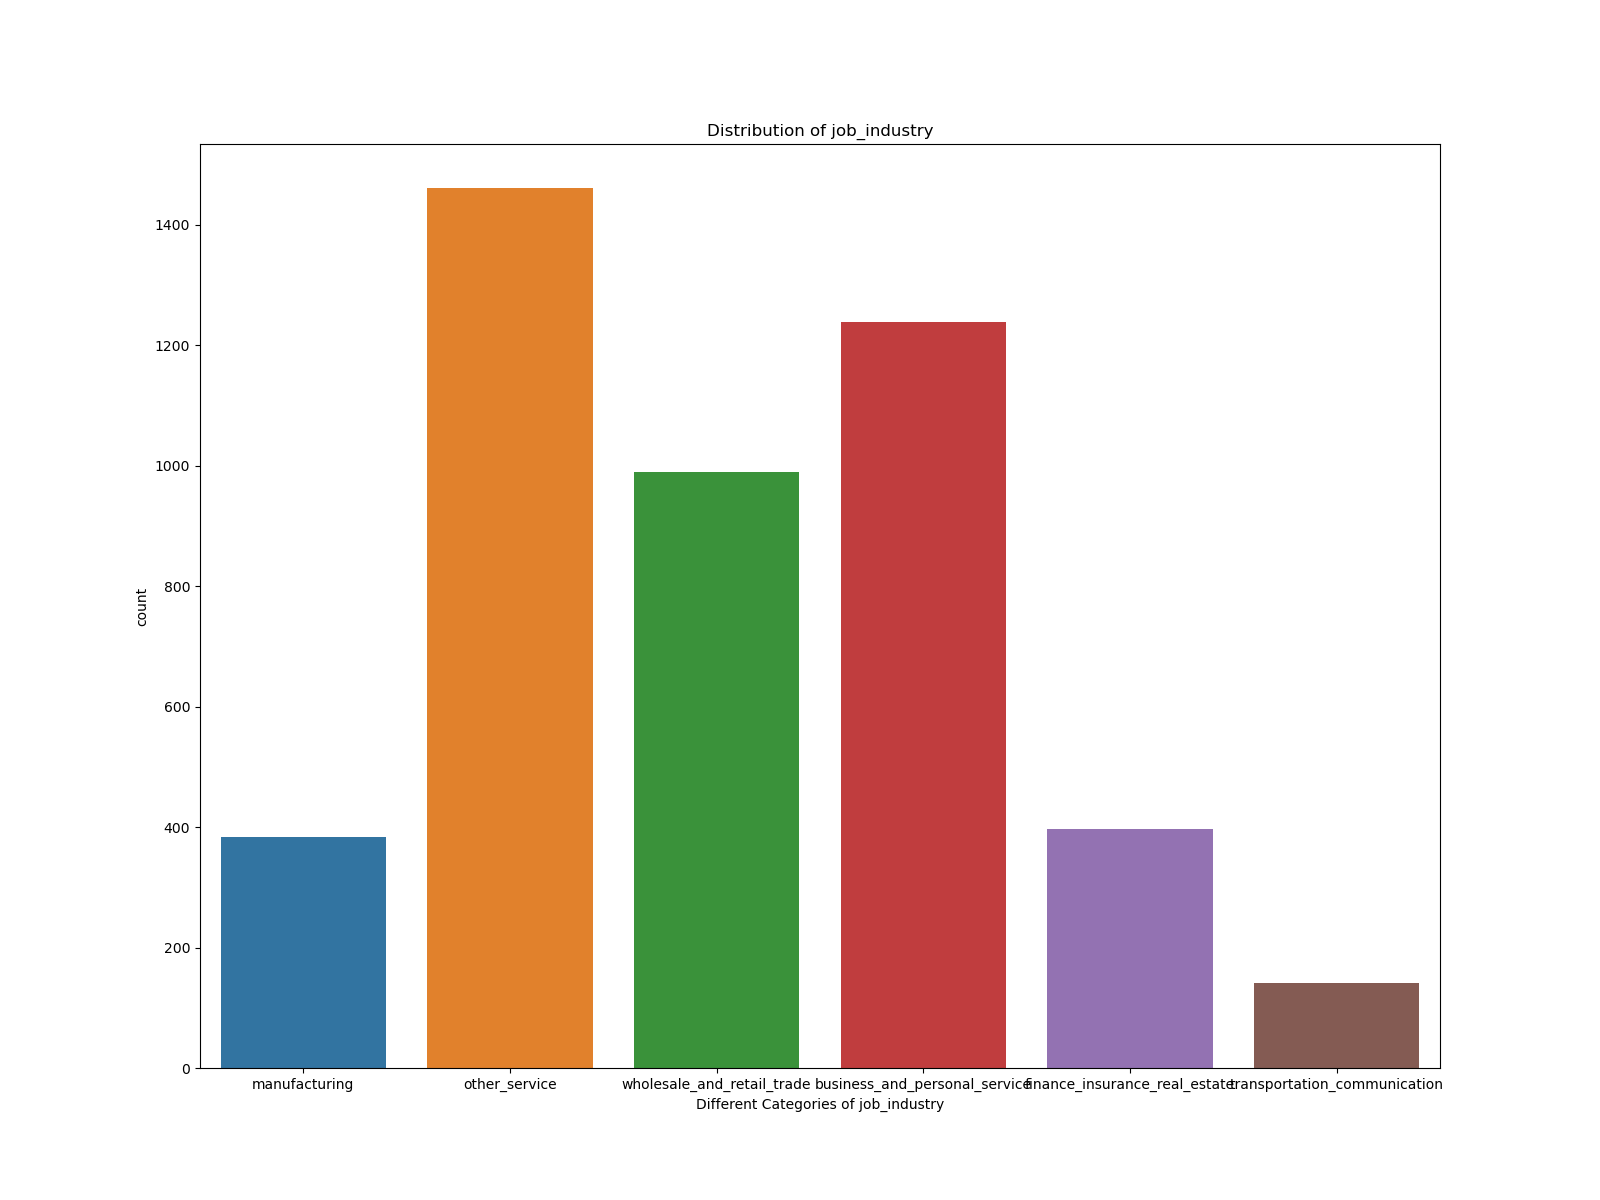 Distribution of job_industry
1400
1200
1000
800
600
400
200
0
count
manufacturing other_service wholesale_and_retail_trade business_and_personal_service finance_insurance_real_estate transportation_communication
Different Categories of job_industry